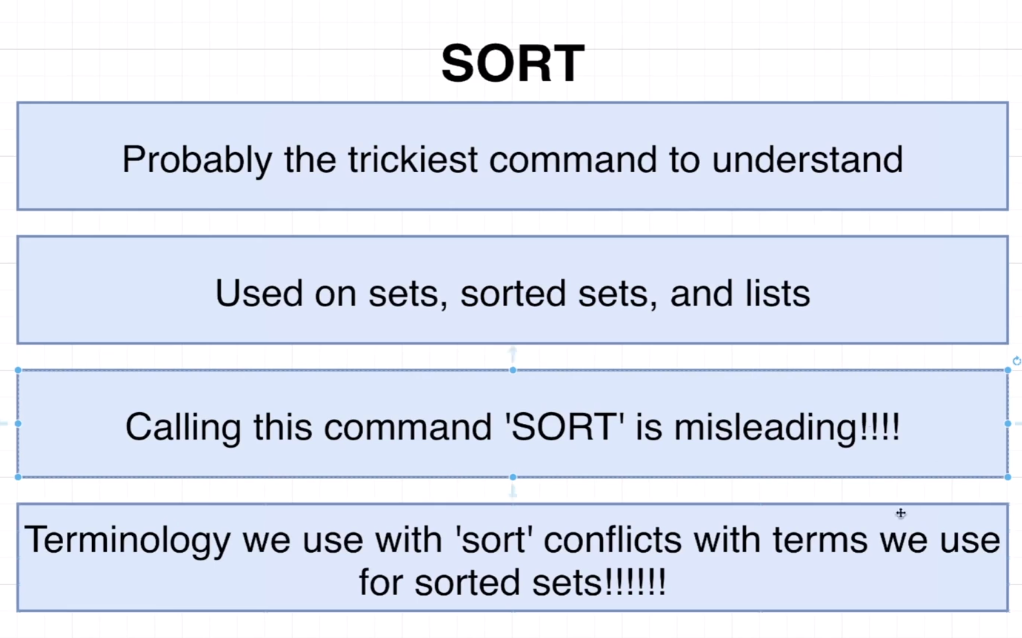 SORT
Probably the trickiest command to understand
Used on sets, sorted sets, and lists
Calling this command 'SORT' is misleading!!!!
Terminology we use with 'sort' conflicts with terms we use
for sorted sets!!!!!!